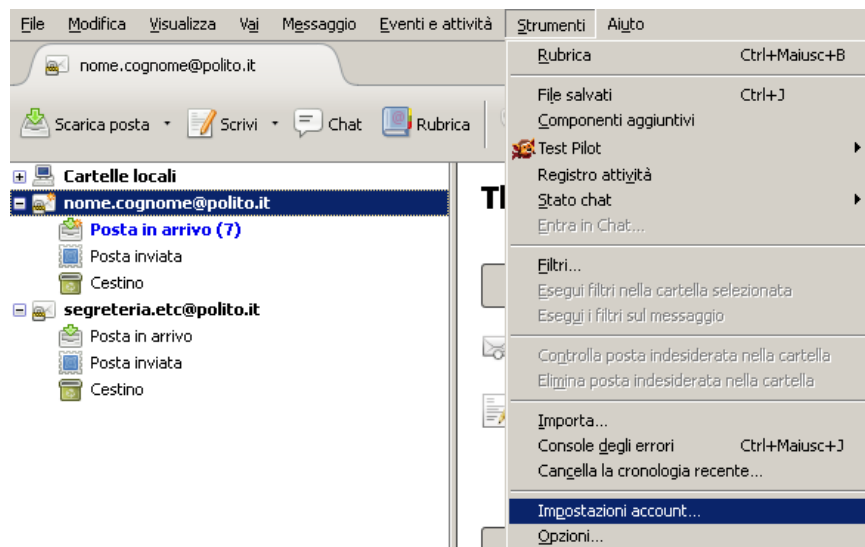 File Modifica Visualizza Vai Messaggio Eventi e attività Strumenti Aiuto
nome.cognome@polito.it
Scarica posta Scrivi Chat Rubrica
Cartelle locali
nome.cognome@polito.it
Posta in arrivo (7)
Posta inviata
Cestino
segreteria.etc@polito.it
Posta in arrivo
Posta inviata
Cestino
Rubrica Ctrl+Maiusc+B
File salvati Ctrl+J
Componenti aggiuntivi
Test Pilot
Registro attività
Stato chat
Entra in Chat...
Filtri...
Esegui filtri nella cartella selezionata
Esegui i filtri sul messaggio
Controlla posta indesiderata nella cartella
Elimina posta indesiderata nella cartella
Importa...
Console degli errori Ctrl+Maiusc+J
Cancella la cronologia recente...
Impostazioni account...
Opzioni...